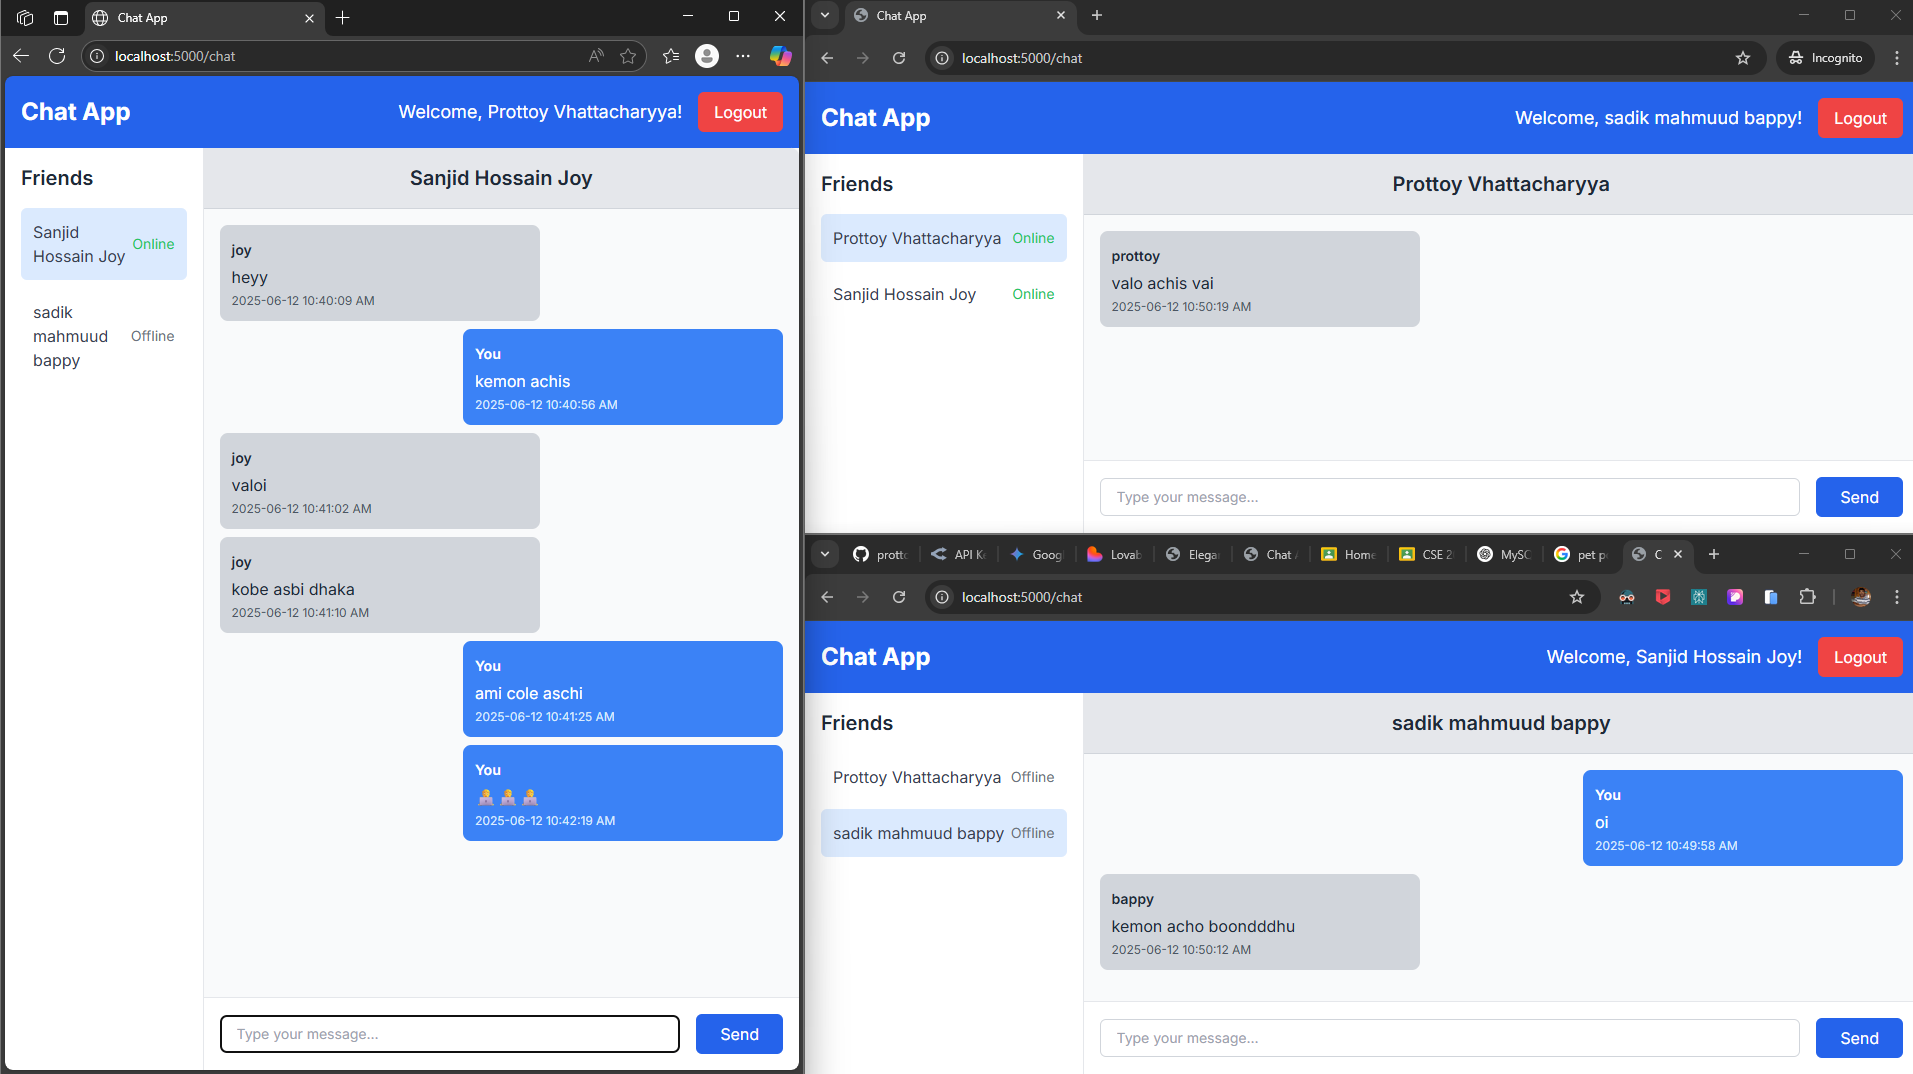 Chat App
localhost:5000/chat
Chat App
Welcome, Prottoy Vhattacharyya!
Logout
Friends
Sanjid
Hossain Joy
Online
sadik
mahmuud
bappy
Offline
Sanjid Hossain Joy
joy
heyy
2025-06-12 10:40:09 AM
You
kemon achis
2025-06-12 10:40:56 AM
joy
valoi
2025-06-12 10:41:02 AM
joy
kobe asbi dhaka
2025-06-12 10:41:10 AM
You
ami cole aschi
2025-06-12 10:41:25 AM
You
2025-06-12 10:42:19 AM
Type your message...
Send
Chat App
localhost:5000/chat
Incognito
Chat App
Welcome, sadik mahmuud bappy!
Logout
Friends
Prottoy Vhattacharyya Online
Sanjid Hossain Joy Online
Prottoy Vhattacharyya
prottoy
valo achis vai
2025-06-12 10:50:19 AM
Type your message...
Send
protto API Ke Goog Lovab Elega Chat Home CSE 2 MySC pet p C
localhost:5000/chat
Chat App
Welcome, Sanjid Hossain Joy!
Logout
Friends
Prottoy Vhattacharyya Offline
sadik mahmuud bappy Offline
sadik mahmuud bappy
You
oi
2025-06-12 10:49:58 AM
bappy
kemon acho boondddhu
2025-06-12 10:50:12 AM
Type your message...
Send